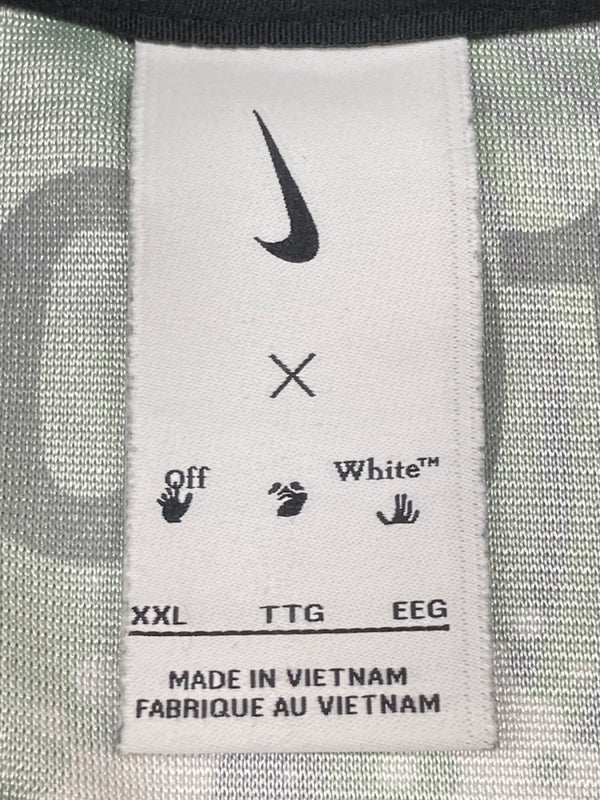 ×
Off White™
XXL TTG EEG
MADE IN VIETNAM
FABRIQUE AU VIETNAM